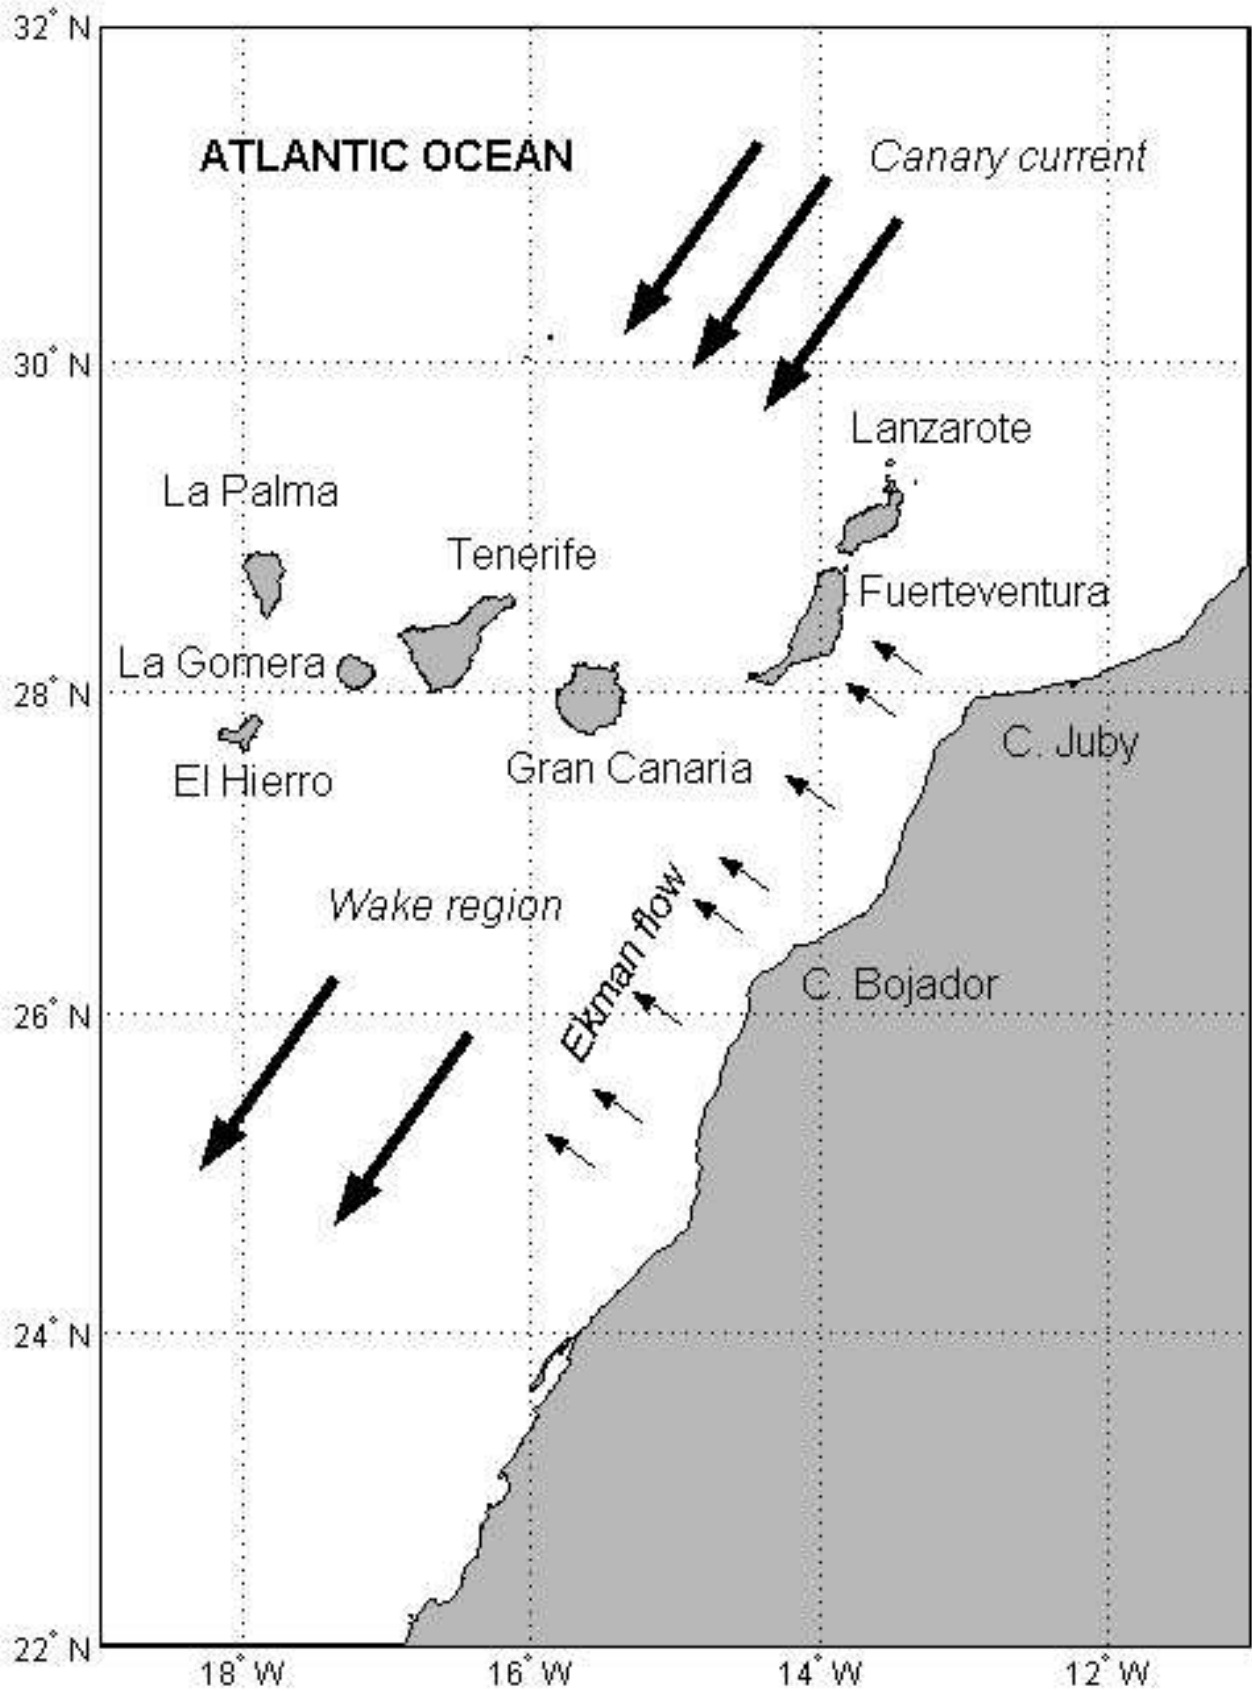 32° N
ATLANTIC OCEAN
Canary current
30° N
Lanzarote
La Palma
Tenerife
Fuerteventura
La Gomera
28° N
C. Juby
El Hierro
Gran Canaria
Wake region
Ekman flow
C. Bojador
26° N
24° N
22° N
18° W
16° W
14° W
12° W